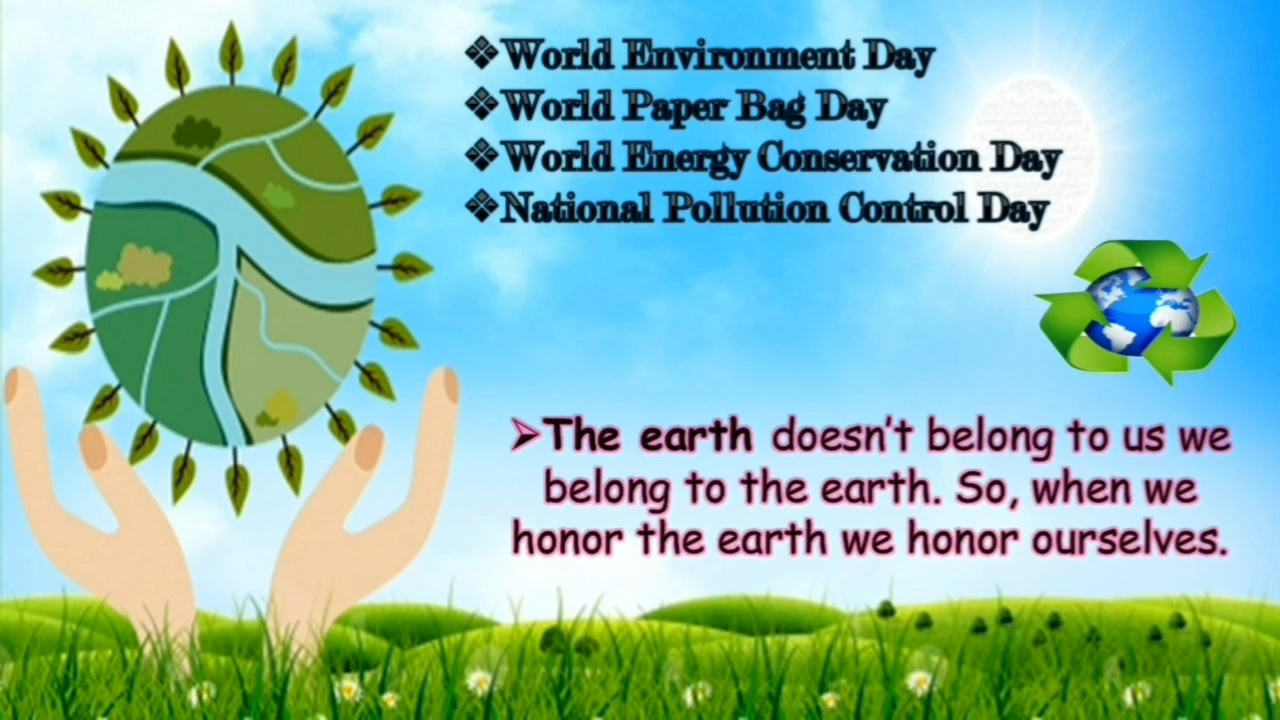 ❖World Environment Day
❖World Paper Bag Day
❖World Energy Conservation Day
❖National Pollution Control Day
➢The earth doesn't belong to us we
belong to the earth. So, when we
honor the earth we honor ourselves.